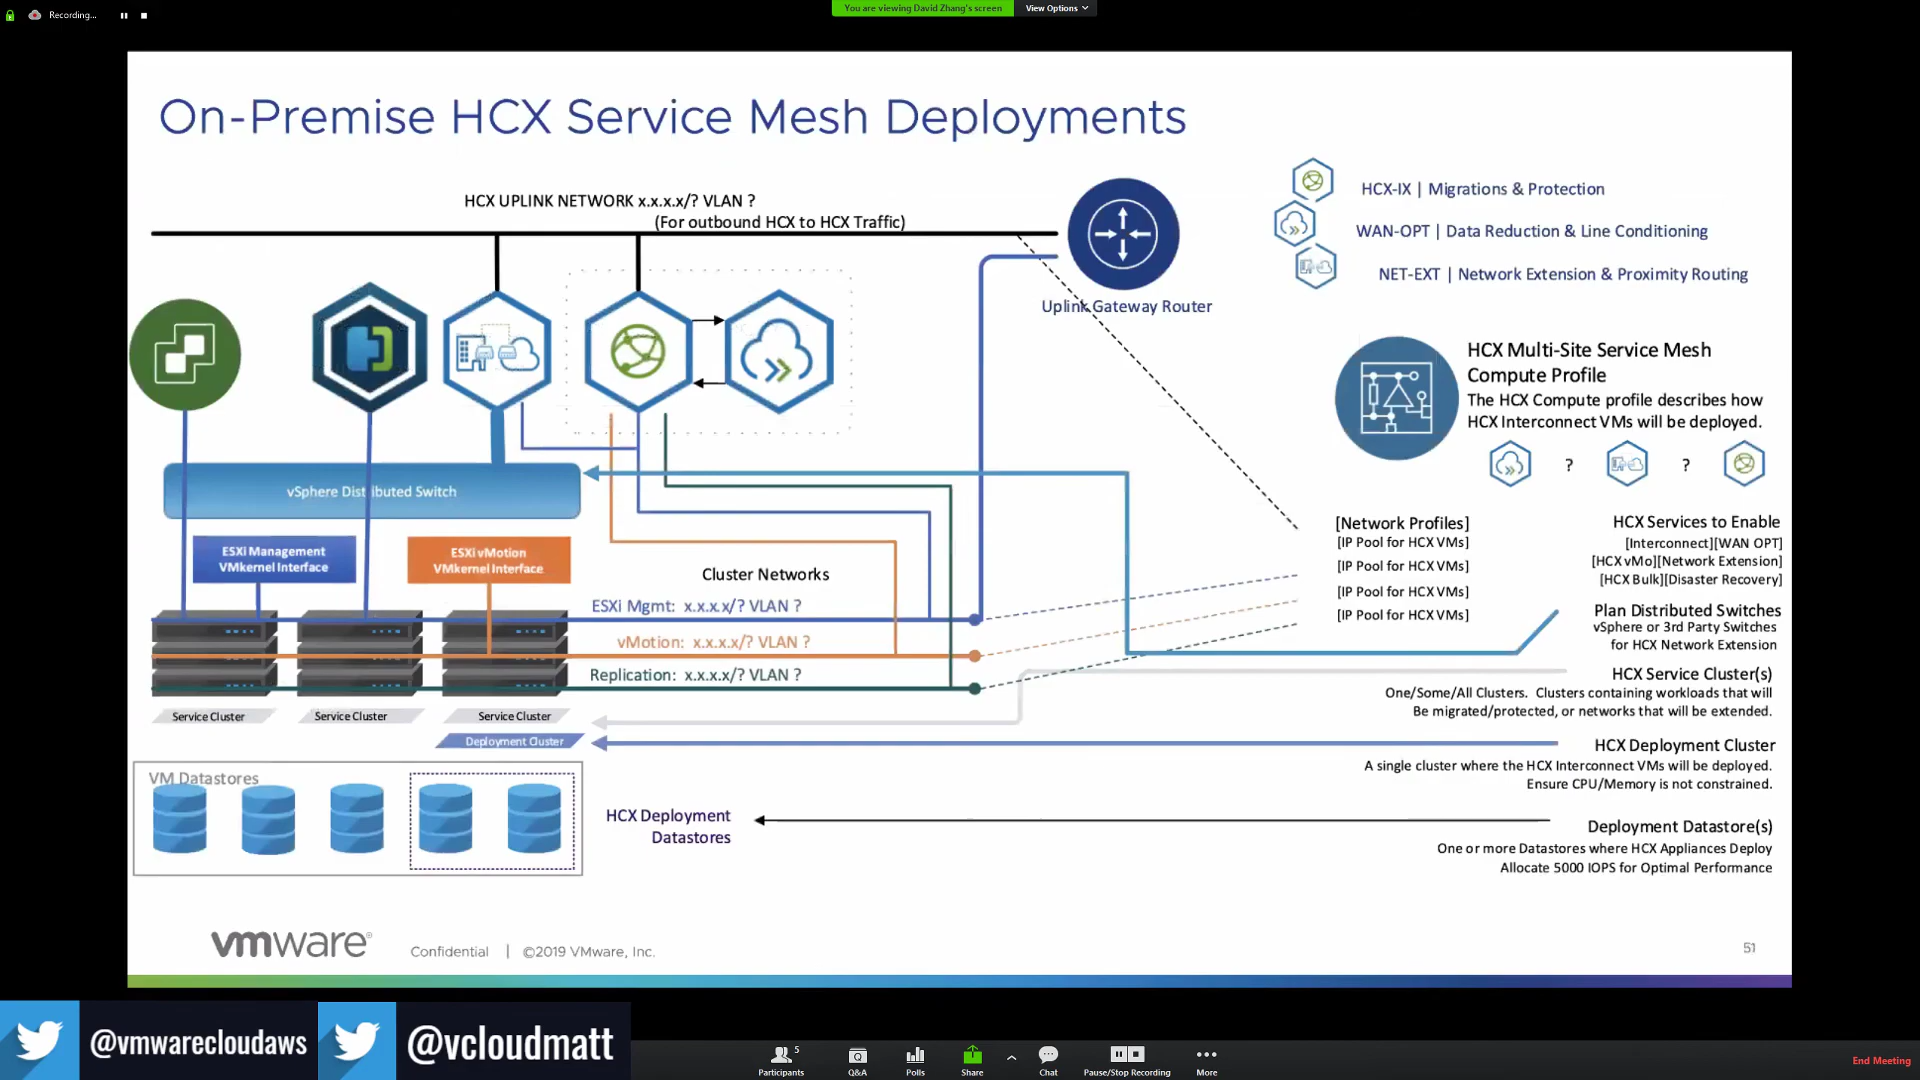 Recording...
You are viewing David Zhang's screen
View Options
On-Premise HCX Service Mesh Deployments
HCX UPLINK NETWORK x.x.x.x/? VLAN ?
(For outbound HCX to HCX Traffic)
Uplink Gateway Router
HCX-IX | Migrations & Protection
WAN-OPT | Data Reduction & Line Conditioning
NET-EXT | Network Extension & Proximity Routing
HCX Multi-Site Service Mesh
Compute Profile
The HCX Compute profile describes how
HCX Interconnect VMs will be deployed.
? ?
vSphere Distributed Switch
ESXi Management
VMkernel Interface
ESXi vMotion
VMkernel Interface
Cluster Networks
ESXi Mgmt: x.x.x.x/? VLAN ?
vMotion: x.x.x.x/? VLAN ?
Replication: x.x.x.x/? VLAN ?
[Network Profiles]
[IP Pool for HCX VMs]
[IP Pool for HCX VMs]
[IP Pool for HCX VMs]
[IP Pool for HCX VMs]
HCX Services to Enable
[Interconnect][WAN OPT]
[HCX vMo][Network Extension]
[HCX Bulk][Disaster Recovery]
Plan Distributed Switches
vSphere or 3rd Party Switches
for HCX Network Extension
HCX Service Cluster(s)
One/Some/All Clusters. Clusters containing workloads that will
Be migrated/protected, or networks that will be extended.
Service Cluster
Service Cluster
Service Cluster
Deployment Cluster
HCX Deployment Cluster
A single cluster where the HCX Interconnect VMs will be deployed.
Ensure CPU/Memory is not constrained.
VM Datastores
HCX Deployment
Datastores
Deployment Datastore(s)
One or more Datastores where HCX Appliances Deploy
Allocate 5000 IOPS for Optimal Performance
vmware®
Confidential | ©2019 VMware, Inc.
51
@vmwarecloudaws
@vcloudmatt
5
Participants
Q&A
Polls
Share
Chat
Pause/Stop Recording
More
End Meeting